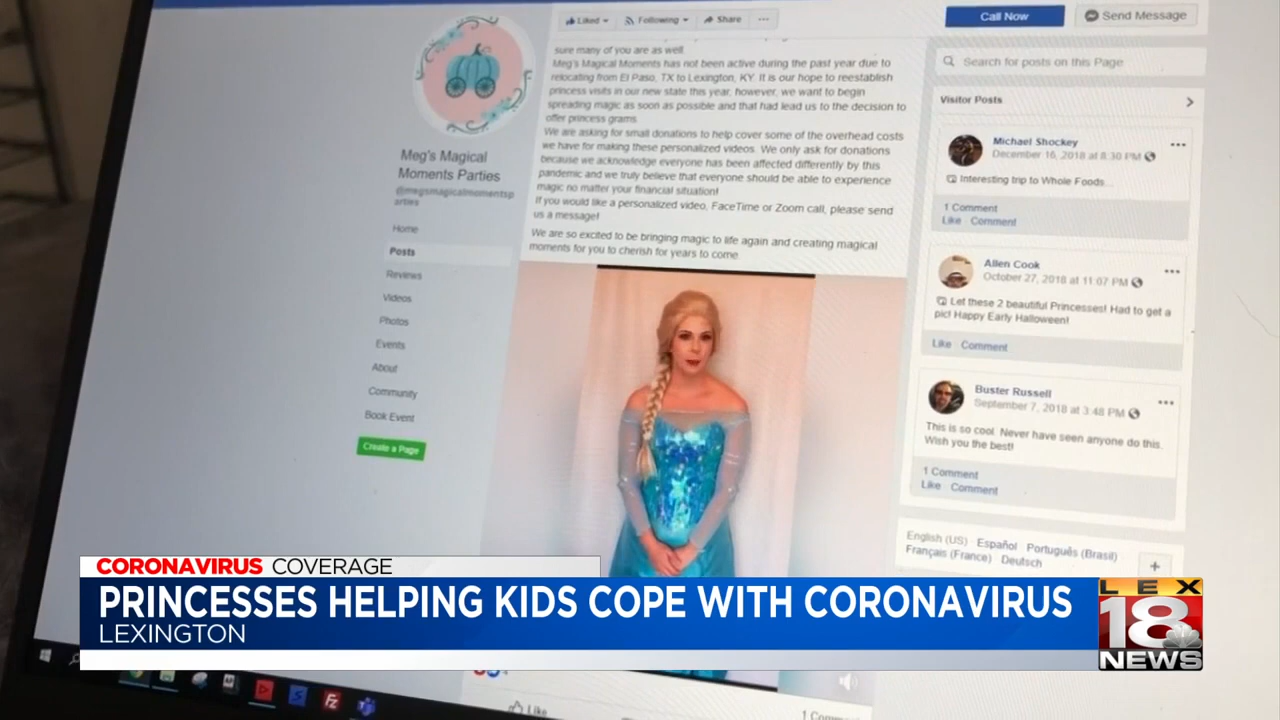 Liked
Following
Share
...
Call Now
Send Message
sure many of you are as well.
Meg's Magical Moments has not been active during the past year due to
relocating from El Paso, TX to Lexington, KY. It is our hope to reestablish
princess visits in our new state this year, however, we want to begin
spreading magic as soon as possible and that had lead us to the decision to
offer princess grams
We are asking for small donations to help cover some of the overhead costs
we have for making these personalized videos. We only ask for donations
because we acknowledge everyone has been affected differently by this
pandemic and we truly believe that everyone should be able to experience
magic no matter your financial situation!
If you would like a personalized video, FaceTime or Zoom call, please send
us a message!
We are so excited to be bringing magic to life again and creating magical
moments for you to cherish for years to come
Meg's Magical
Moments Parties
@megsmagicalmomentsp
arties
Home
Posts
Reviews
Videos
Photos
Events
About
Community
Book Event
Create a Page
Search for posts on this Page
Visitor Posts
Michael Shockey
December 16, 2018 at 8:30 PM
Interesting trip to Whole Foods...
1 Comment
Like Comment
Allen Cook
October 27, 2018 at 11:07 PM
Let these 2 beautiful Princesses! Had to get a
pic! Happy Early Halloween!
Like Comment
Buster Russell
September 7, 2018 at 3:48 PM
This is so cool. Never have seen anyone do this.
Wish you the best!
1 Comment
Like Comment
English (US) Español Português (Brasil)
Français (France) Deutsch
Like
1 Comment
CORONAVIRUS COVERAGE
PRINCESSES HELPING KIDS COPE WITH CORONAVIRUS
LEXINGTON
LEX
18
NEWS